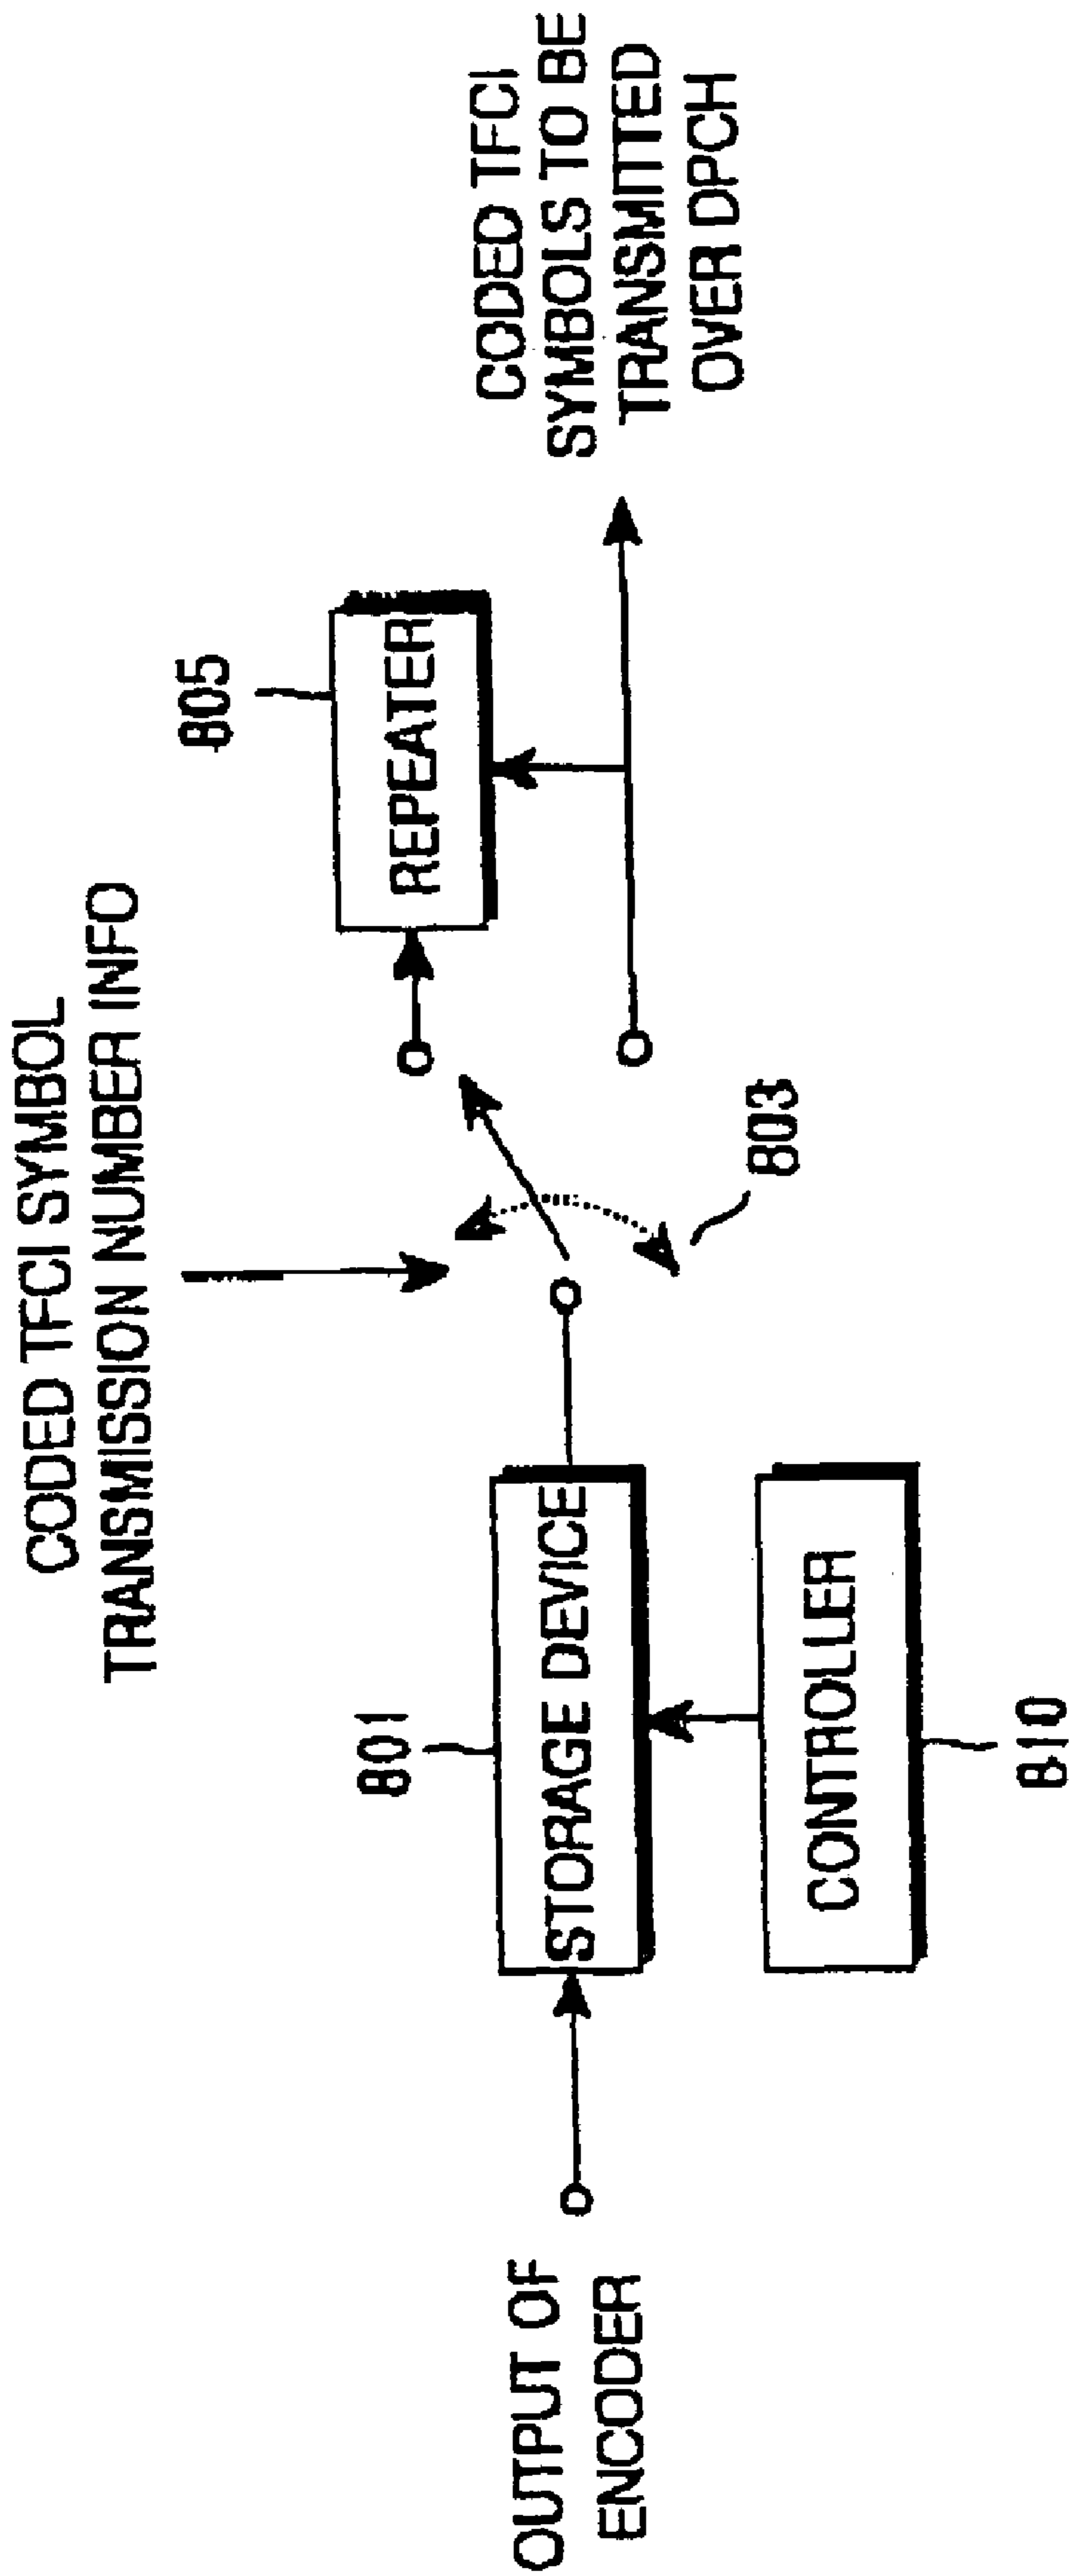 CODED TFCI SYMBOL
TRANSMISSION NUMBER INFO
805
REPEATER
801
STORAGE DEVICE
OUTPUT OF
ENCODER
CODED TFCI
SYMBOLS TO BE
TRANSMITTED
OVER DPCH
803
CONTROLLER
810